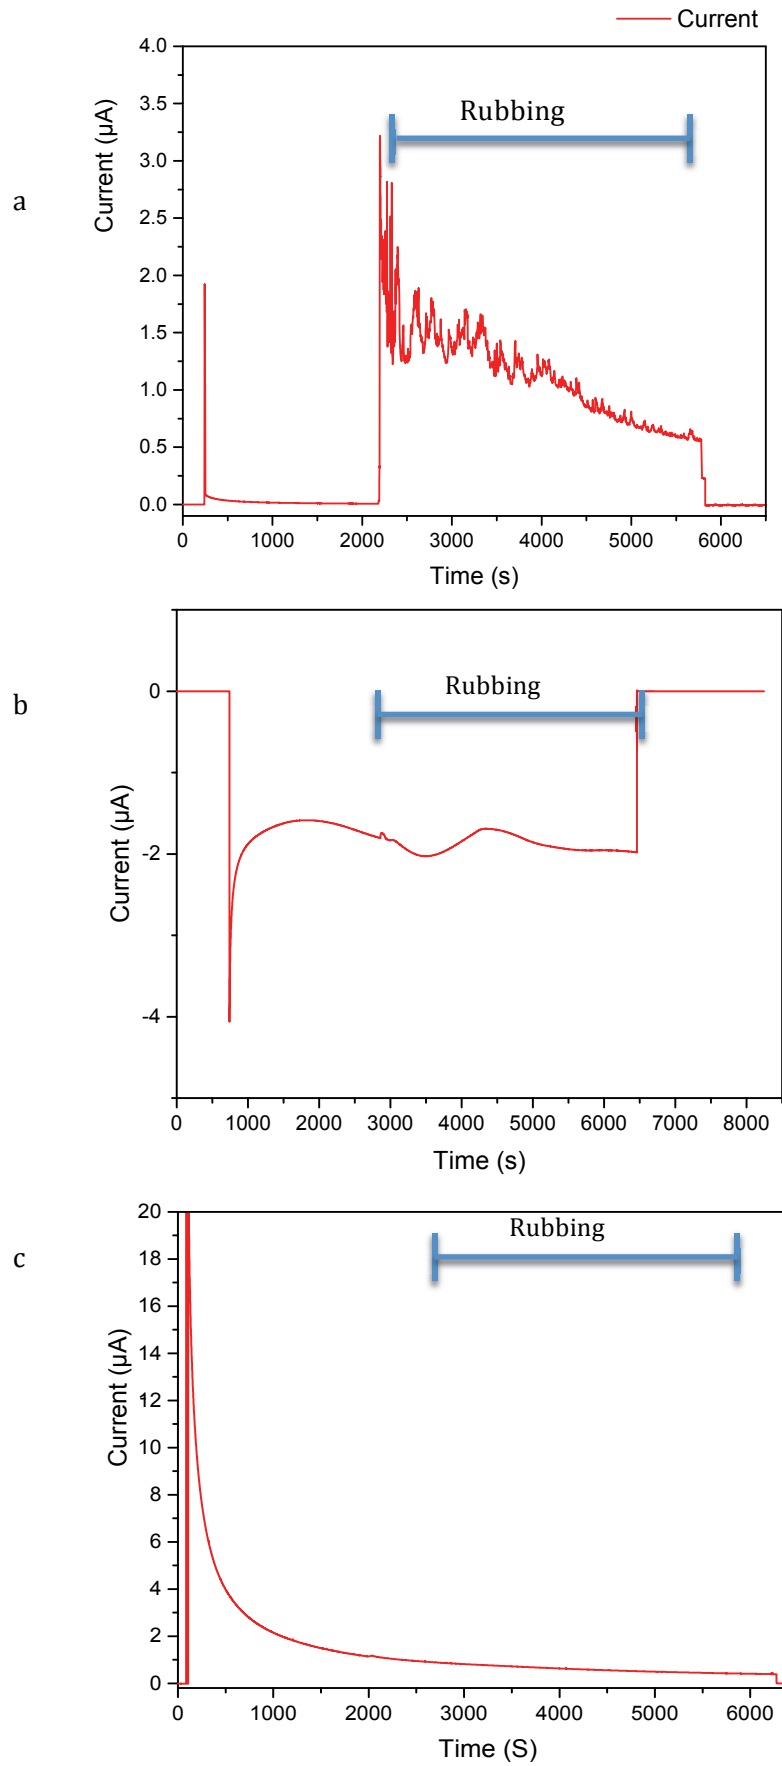 Current
a
4.0
3.5
3.0
2.5
2.0
1.5
1.0
0.5
0.0
Current (µA)
Rubbing
0 1000 2000 3000 4000 5000 6000
Time (s)
b
0
-2
-4
Current (µA)
Rubbing
0 1000 2000 3000 4000 5000 6000 7000 8000
Time (s)
c
20
18
16
14
12
10
8
6
4
2
0
Current (µA)
Rubbing
0 1000 2000 3000 4000 5000 6000
Time (S)